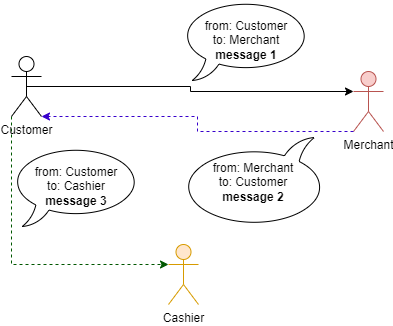 from: Customer
to: Merchant
message 1
Customer
Merchant
from: Customer
to: Cashier
message 3
from: Merchant
to: Customer
message 2
Cashier